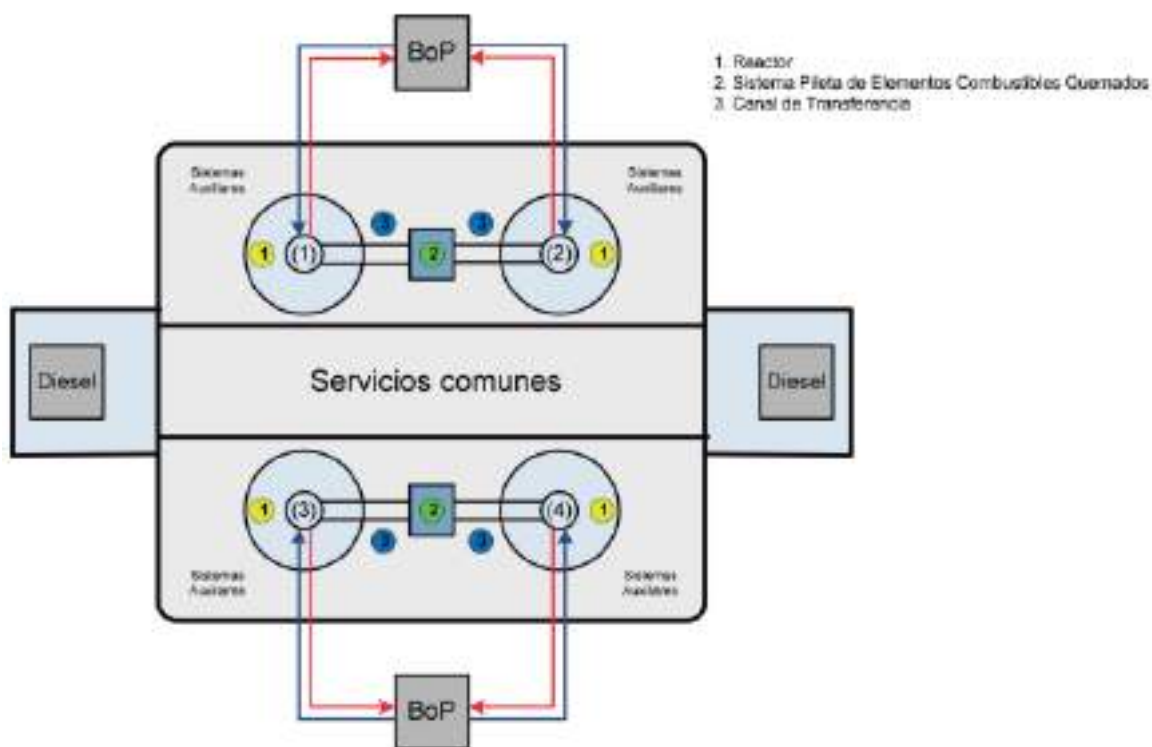 BoP
1. Reactor
2. Sistema Pileta de Elementos Combustibles Quemados
3. Canal de Transferencia
Sistemas
Auxiliares
Sistemas
Auxiliares
3
3
1
(1)
2
(2)
1
Diesel
Servicios comunes
Diesel
1
(3)
2
(4)
1
3
3
Sistemas
Auxiliares
Sistemas
Auxiliares
BoP